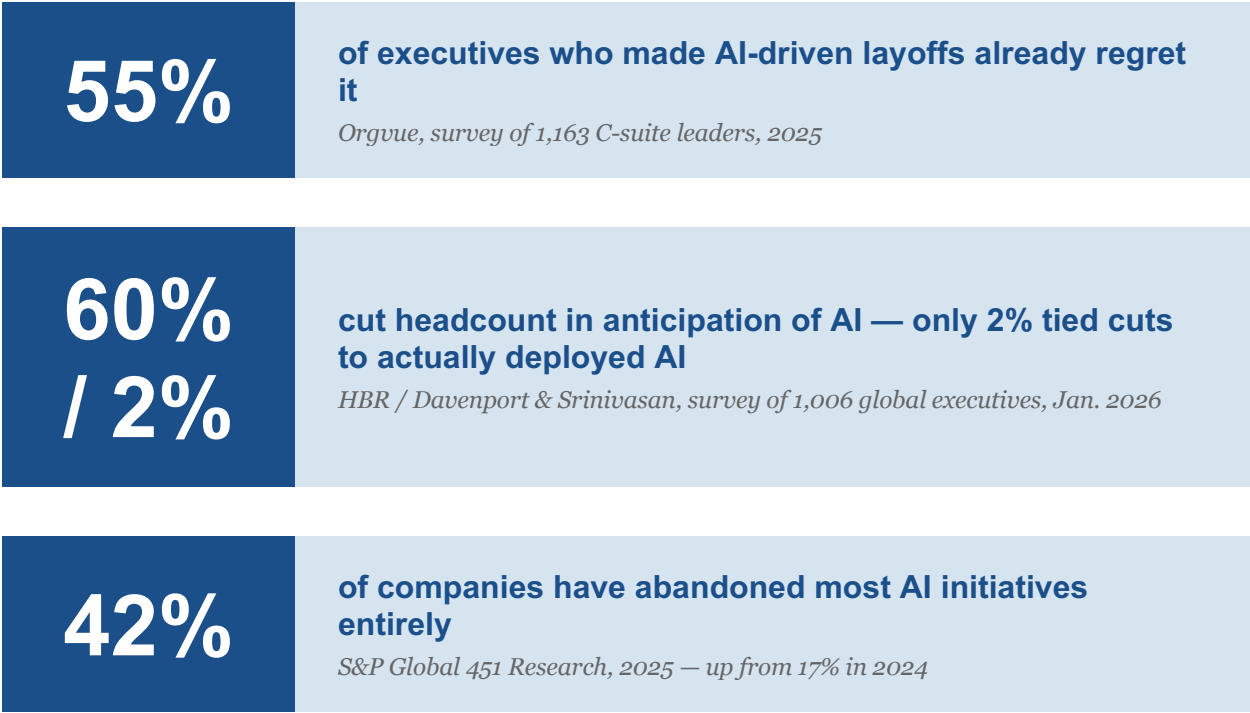 55%
of executives who made AI-driven layoffs already regret
it
Orgvue, survey of 1,163 C-suite leaders, 2025
60%
/ 2%
cut headcount in anticipation of AI — only 2% tied cuts
to actually deployed AI
HBR / Davenport & Srinivasan, survey of 1,006 global executives, Jan. 2026
42%
of companies have abandoned most AI initiatives
entirely
S&P Global 451 Research, 2025 — up from 17% in 2024